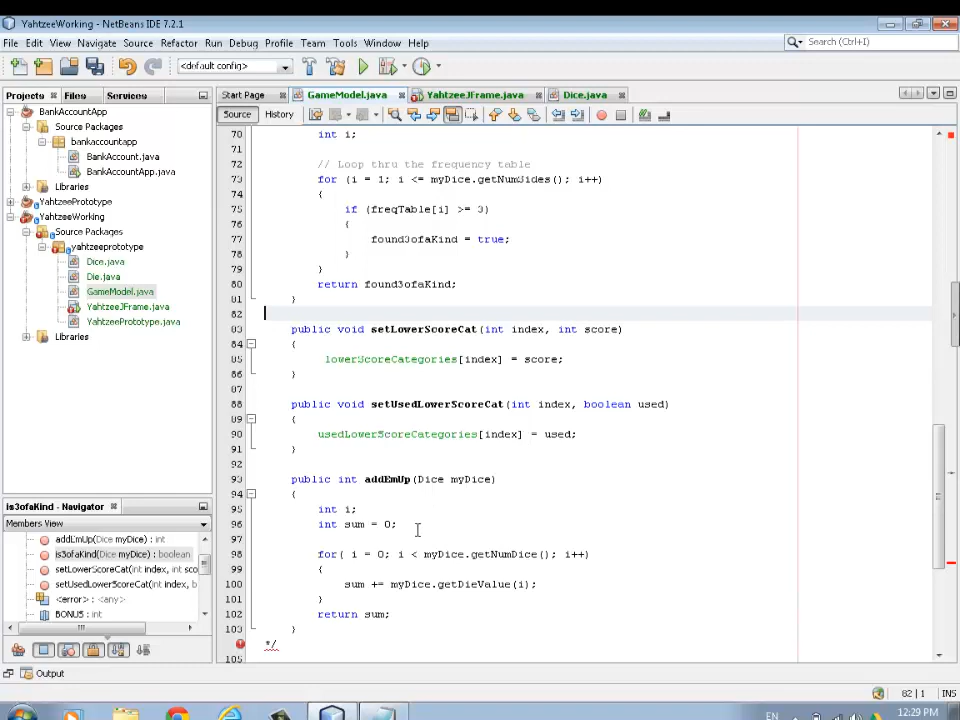 YahtzeeWorking - NetBeans IDE 7.2.1
File Edit View Navigate Source Refactor Run Debug Profile Team Tools Window Help
Search (Ctrl+I)
<default config>
Projects Files Services
Start Page GameModel.java YahtzeeJFrame.java Dice.java
Source History
BankAccountApp
Source Packages
bankaccountapp
BankAccount.java
BankAccountApp.java
Libraries
YahtzeePrototype
YahtzeeWorking
Source Packages
yahtzeeprototype
Dice.java
Die.java
GameModel.java
YahtzeeJFrame.java
YahtzeePrototype.java
Libraries
is3ofaKind - Navigator
Members View
addEmUp(Dice myDice) : int
is3ofaKind(Dice myDice) : boolean
setLowerScoreCat(int index, int sco
setUsedLowerScoreCat(int index, b
<error> : <any>
BONUS : int
70 int i;
71
72 // Loop thru the frequency table
73 for (i = 1; i <= myDice.getNumSides(); i++)
74 {
75 if (freqTable[i] >= 3)
76 {
77 found3ofaKind = true;
78 }
79 }
80 return found3ofaKind;
81 }
82
83 public void setLowerScoreCat(int index, int score)
84 {
85 lowerScoreCategories[index] = score;
86 }
87
88 public void setUsedLowerScoreCat(int index, boolean used)
89 {
90 usedLowerScoreCategories[index] = used;
91 }
92
93 public int addEmUp(Dice myDice)
94 {
95 int i;
96 int sum = 0;
97
98 for( i = 0; i < myDice.getNumDice(); i++)
99 {
100 sum += myDice.getDieValue(i);
101 }
102 return sum;
103 }
*/
105
Output
82 | 1 INS
EN 12:29 PM